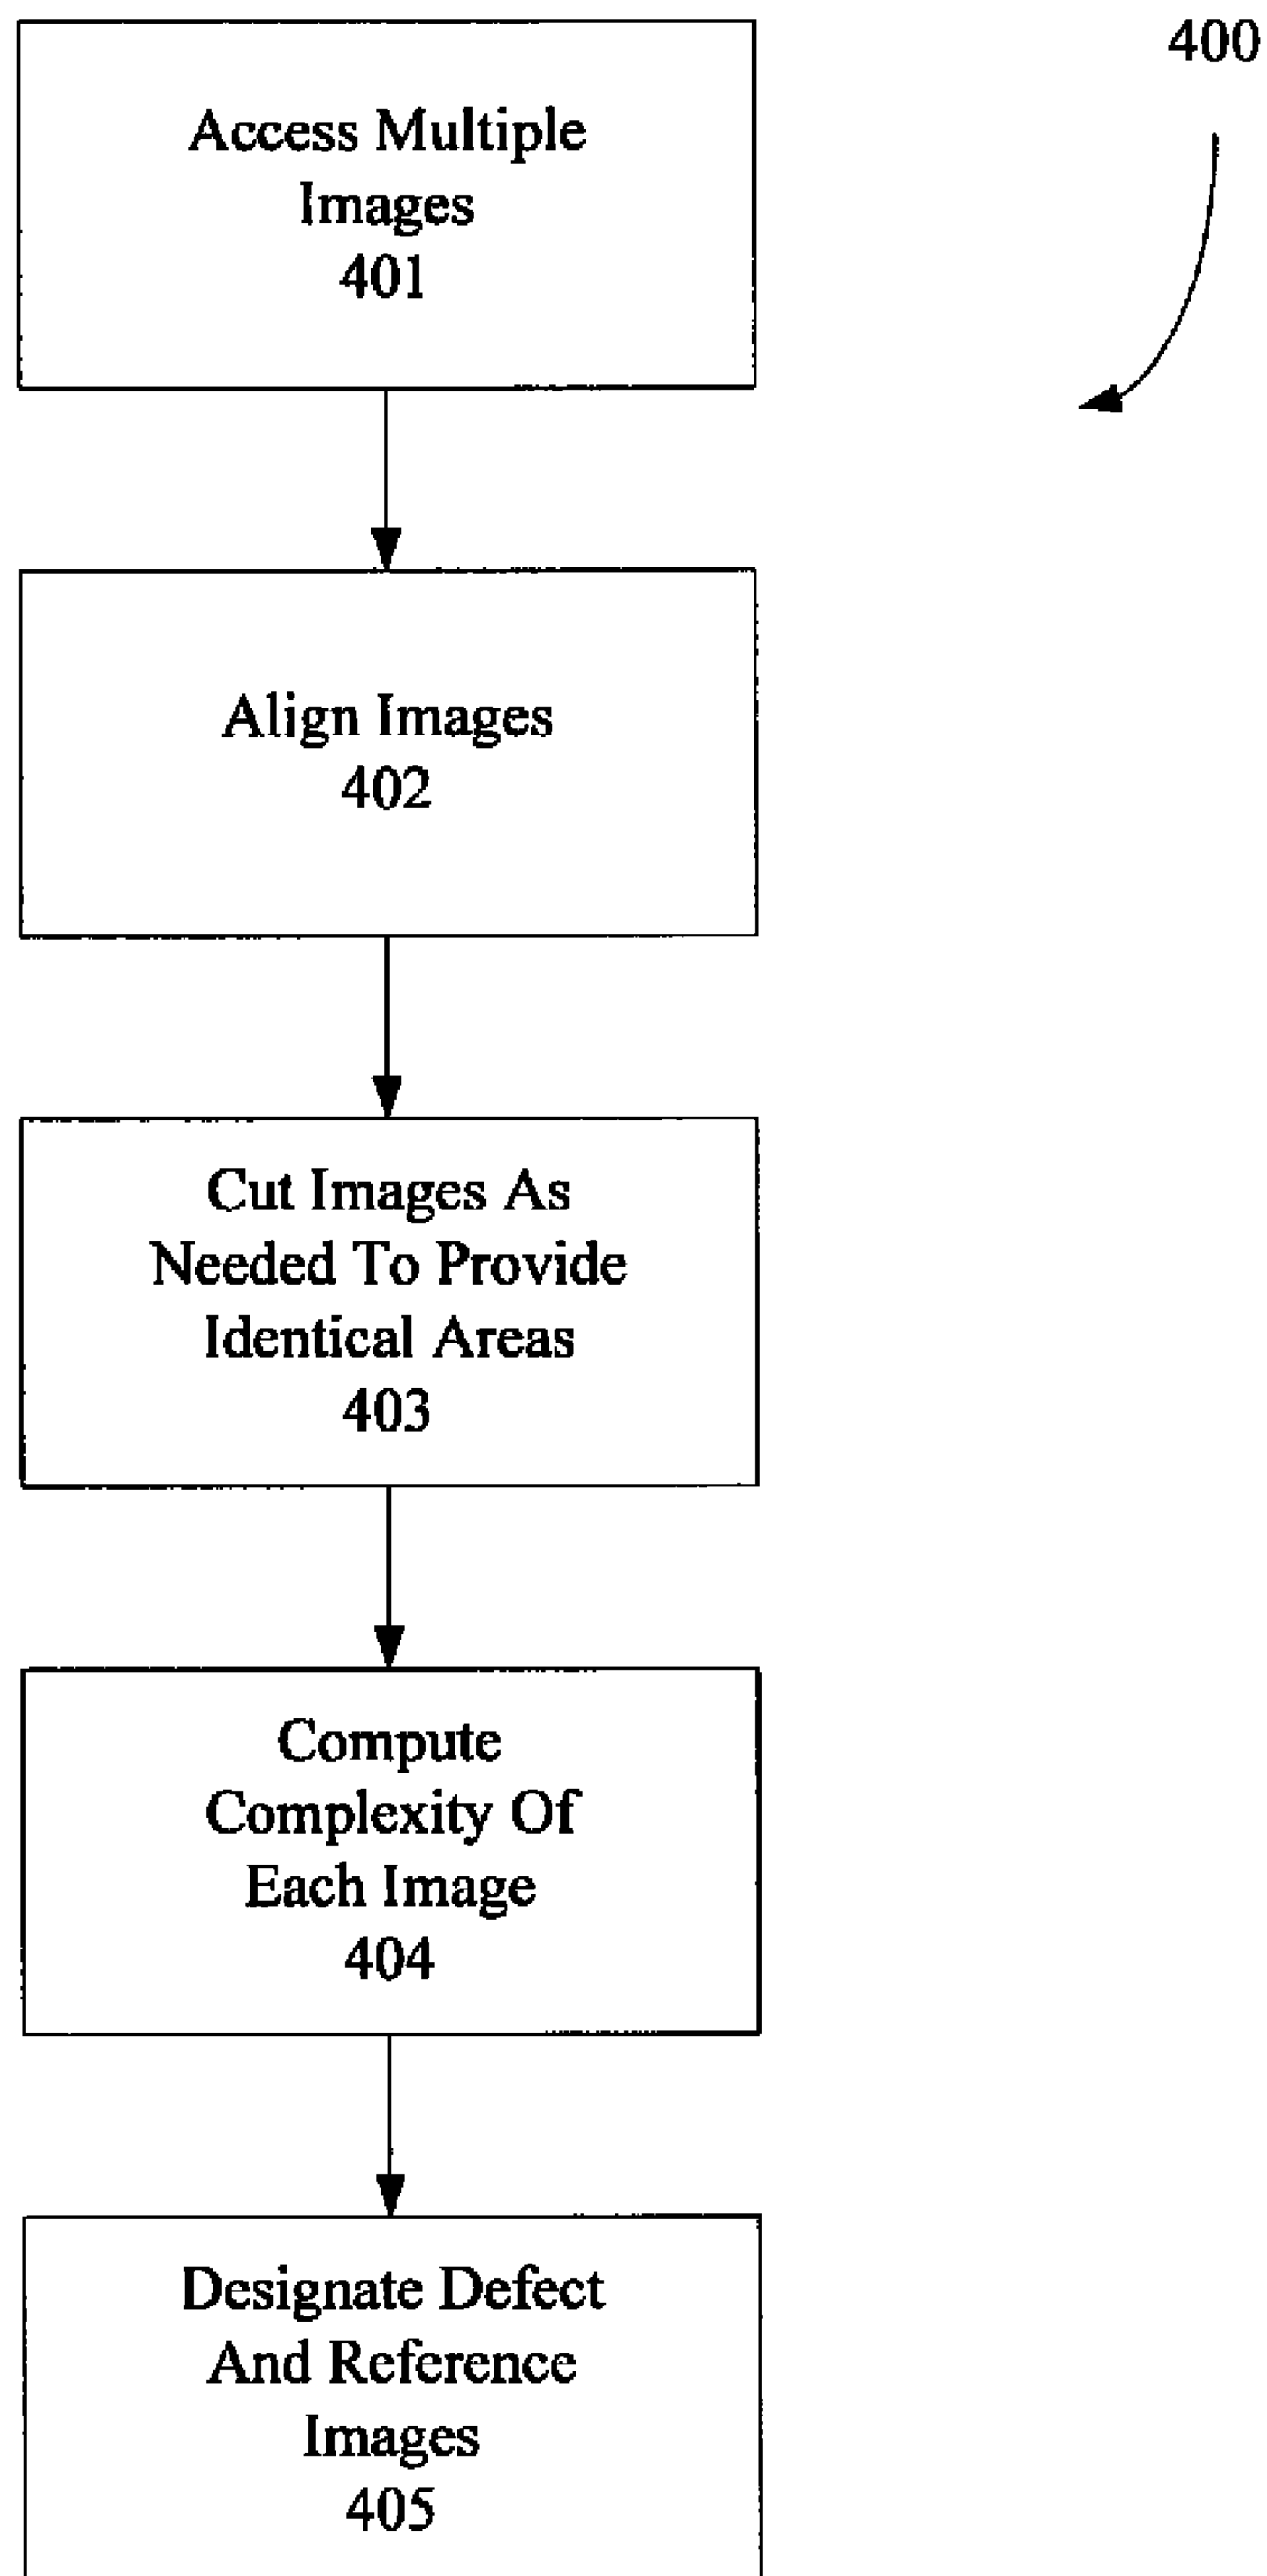 400
Access Multiple
Images
401
Align Images
402
Cut Images As
Needed To Provide
Identical Areas
403
Compute
Complexity Of
Each Image
404
Designate Defect
And Reference
Images
405